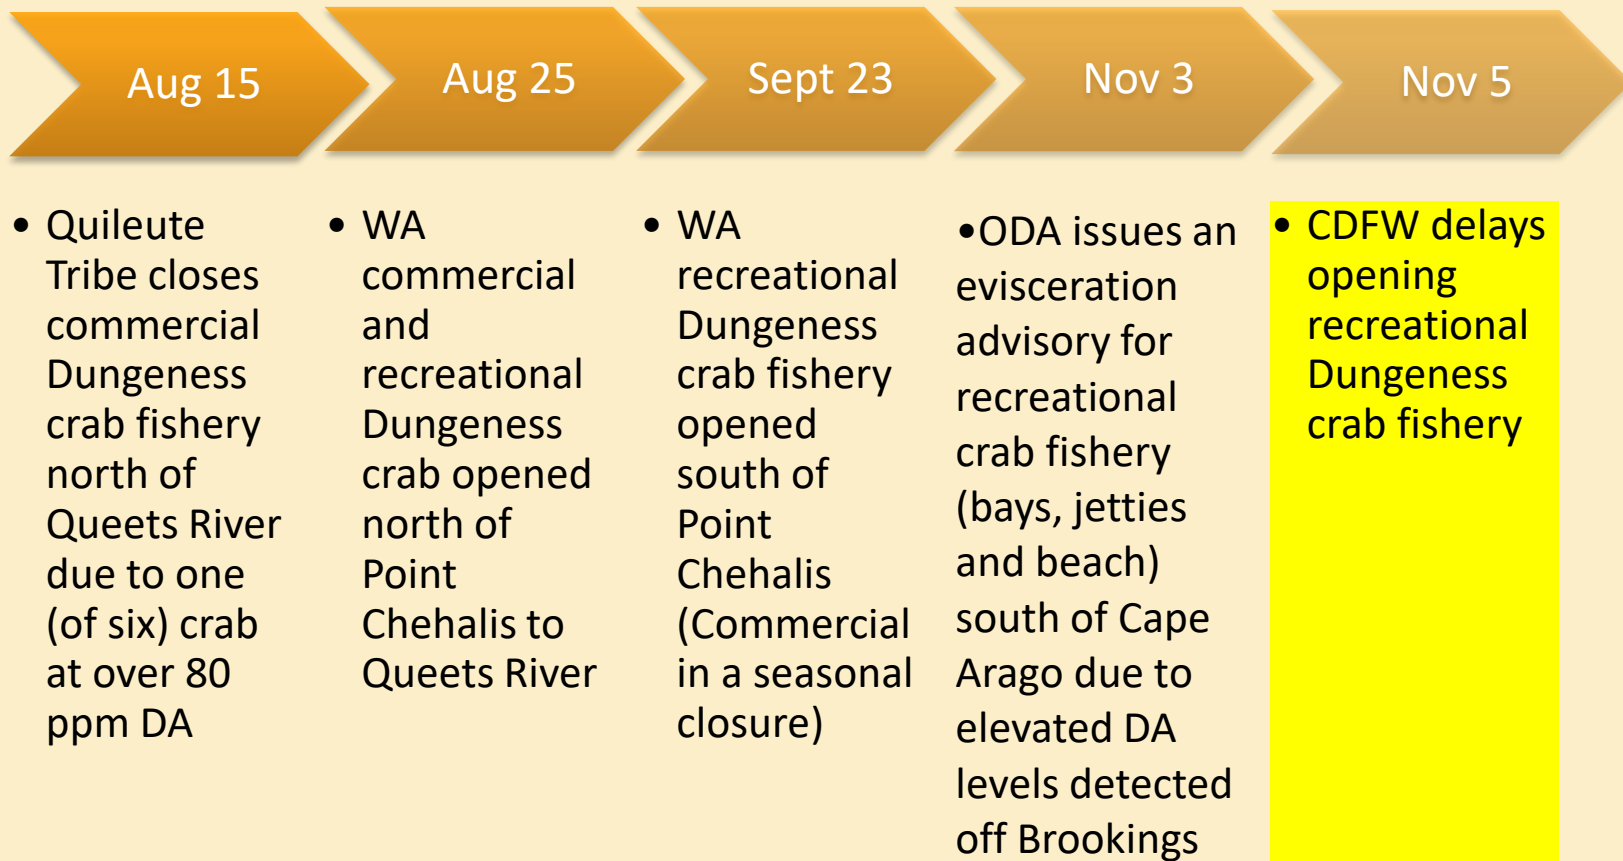 Aug 15
Aug 25
Sept 23
Nov 3
Nov 5
• Quileute
Tribe closes
commercial
Dungeness
crab fishery
north of
Queets River
due to one
(of six) crab
at over 80
ppm DA
• WA
commercial
and
recreational
Dungeness
crab opened
north of
Point
Chehalis to
Queets River
• WA
recreational
Dungeness
crab fishery
opened
south of
Point
Chehalis
(Commercial
in a seasonal
closure)
•ODA issues an
evisceration
advisory for
recreational
crab fishery
(bays, jetties
and beach)
south of Cape
Arago due to
elevated DA
levels detected
off Brookings
• CDFW delays
opening
recreational
Dungeness
crab fishery